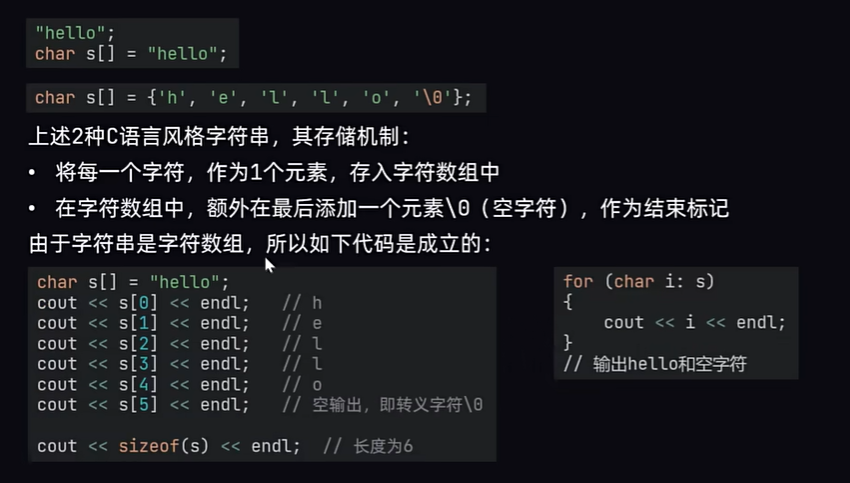 "hello";
char s[] = "hello";
char s[] = {'h', 'e', 'l', 'l', 'o', '\0'};
上述2种C语言风格字符串，其存储机制：
• 将每一个字符，作为1个元素，存入字符数组中
• 在字符数组中，额外在最后添加一个元素\0（空字符），作为结束标记
由于字符串是字符数组，所以如下代码是成立的：
char s[] = "hello";
cout << s[0] << endl;   // h
cout << s[1] << endl;   // e
cout << s[2] << endl;   // l
cout << s[3] << endl;   // l
cout << s[4] << endl;   // o
cout << s[5] << endl;   // 空输出，即转义字符\0
cout << sizeof(s) << endl;  // 长度为6
for (char i: s)
{
    cout << i << endl;
}
// 输出hello和空字符